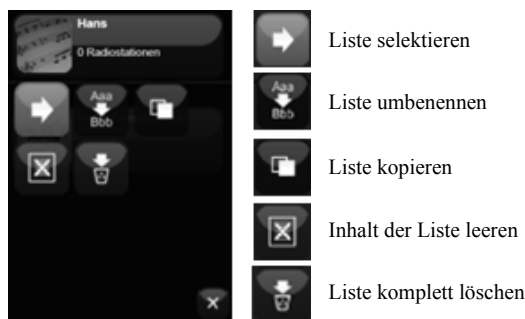 Hans
0 Radiostationen
Aaa
Bbb
Liste selektieren
Aaa
Bbb
Liste umbenennen
Liste kopieren
Inhalt der Liste leeren
Liste komplett löschen